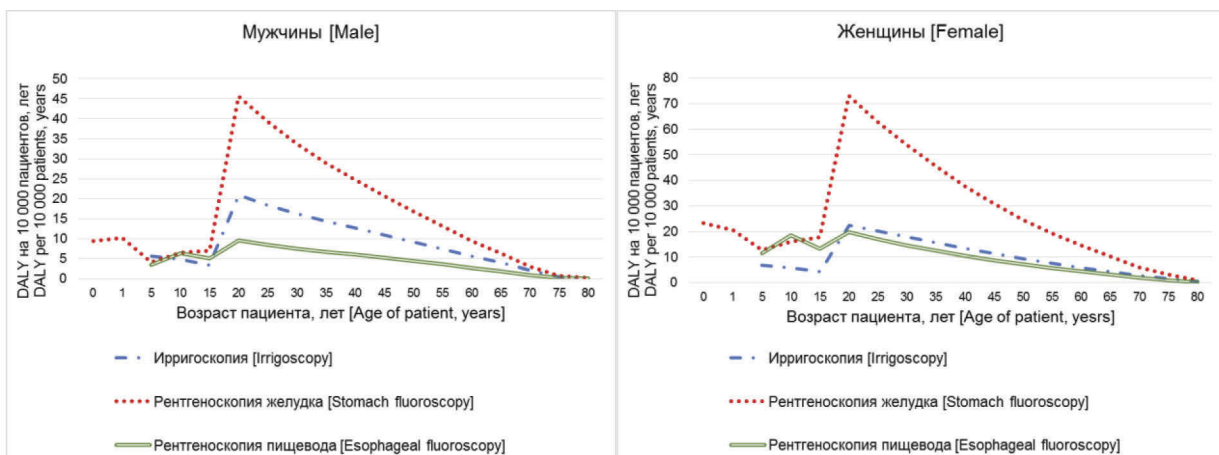 Мужчины [Male]
DALY на 10 000 пациентов, лет
DALY per 10 000 patients, years
50
45
40
35
30
25
20
15
10
5
0
0 1 5 10 15 20 25 30 35 40 45 50 55 60 65 70 75 80
Возраст пациента, лет [Age of patient, yesrs]
Ирригоскопия [Irrigoscopy]
Рентгеноскопия желудка [Stomach fluoroscopy]
Рентгеноскопия пищевода [Esophageal fluoroscopy]
Женщины [Female]
DALY на 10 000 пациентов, лет
DALY per 10 000 patients, years
80
70
60
50
40
30
20
10
0
0 1 5 10 15 20 25 30 35 40 45 50 55 60 65 70 75 80
Возраст пациента, лет [Age of patient, yesrs]
Ирригоскопия [Irrigoscopy]
Рентгеноскопия желудка [Stomach fluoroscopy]
Рентгеноскопия пищевода [Esophageal fluoroscopy]